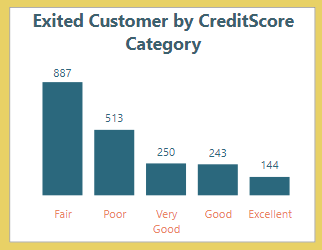 Exited Customer by CreditScore
Category
887
513
250
243
144
Fair
Poor
Very
Good
Good
Excellent